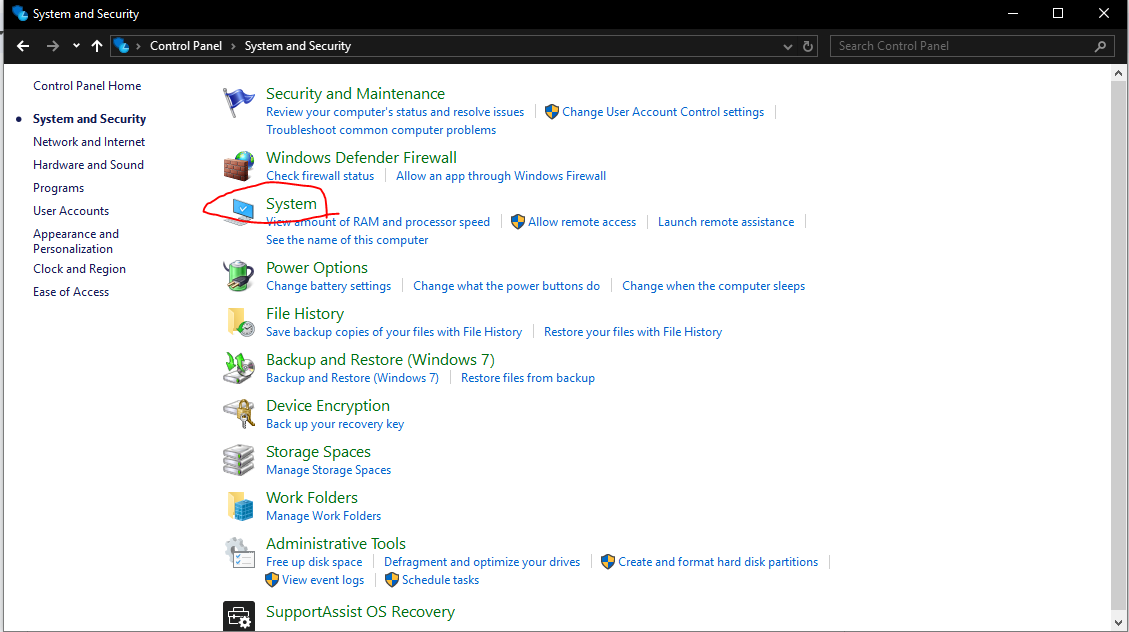 System and Security
Control Panel › System and Security
Search Control Panel
Control Panel Home
System and Security
Network and Internet
Hardware and Sound
Programs
User Accounts
Appearance and
Personalization
Clock and Region
Ease of Access
Security and Maintenance
Review your computer's status and resolve issues
Change User Account Control settings
Troubleshoot common computer problems
Windows Defender Firewall
Check firewall status
Allow an app through Windows Firewall
System
View amount of RAM and processor speed
Allow remote access
Launch remote assistance
See the name of this computer
Power Options
Change battery settings
Change what the power buttons do
Change when the computer sleeps
File History
Save backup copies of your files with File History
Restore your files with File History
Backup and Restore (Windows 7)
Backup and Restore (Windows 7)
Restore files from backup
Device Encryption
Back up your recovery key
Storage Spaces
Manage Storage Spaces
Work Folders
Manage Work Folders
Administrative Tools
Free up disk space
Defragment and optimize your drives
Create and format hard disk partitions
View event logs
Schedule tasks
SupportAssist OS Recovery